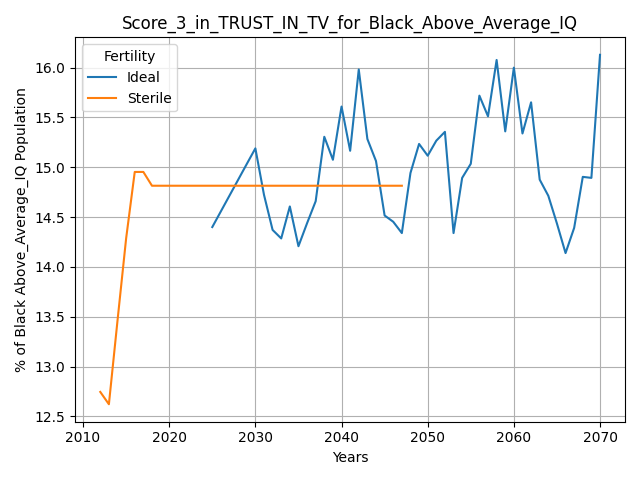 Score_3_in_TRUST_IN_TV_for_Black_Above_Average_IQ
Fertility
Ideal
Sterile
% of Black Above_Average_IQ Population
16.0
15.5
15.0
14.5
14.0
13.5
13.0
12.5
2010 2020 2030 2040 2050 2060 2070
Years